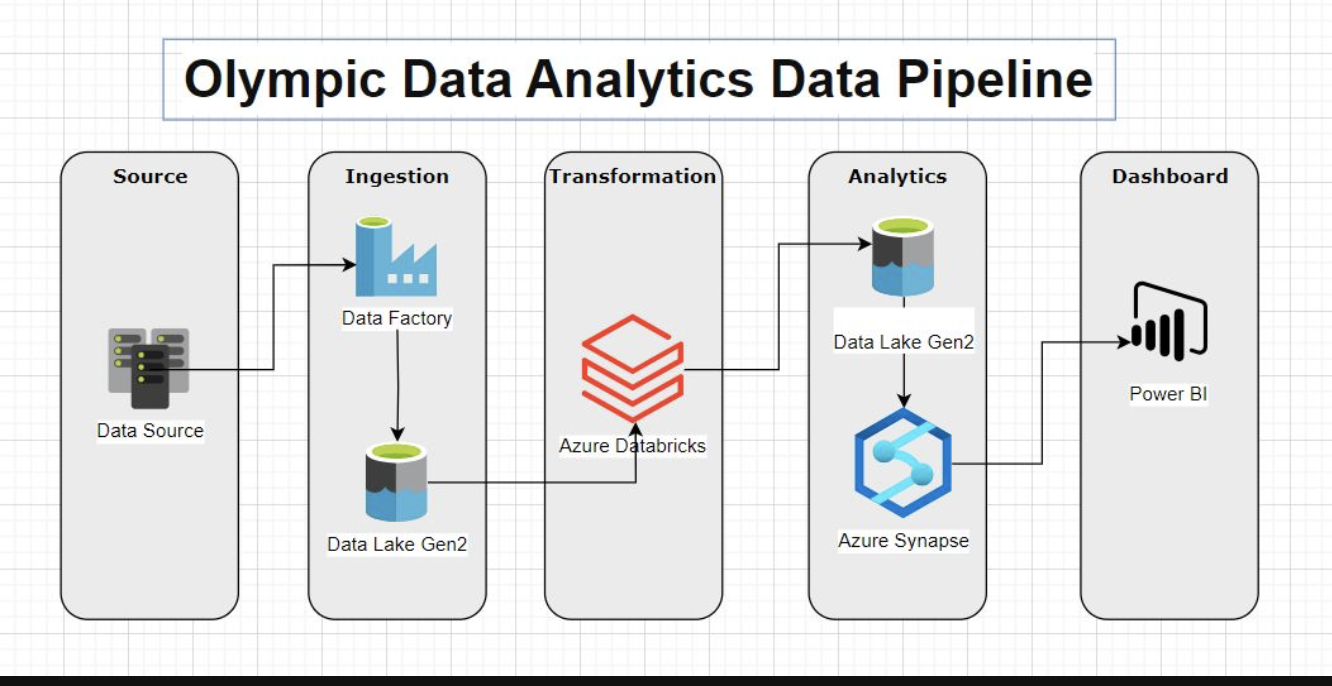 Olympic Data Analytics Data Pipeline
Source
Data Source
Ingestion
Data Factory
Data Lake Gen2
Transformation
Azure Databricks
Analytics
Data Lake Gen2
Azure Synapse
Dashboard
Power BI